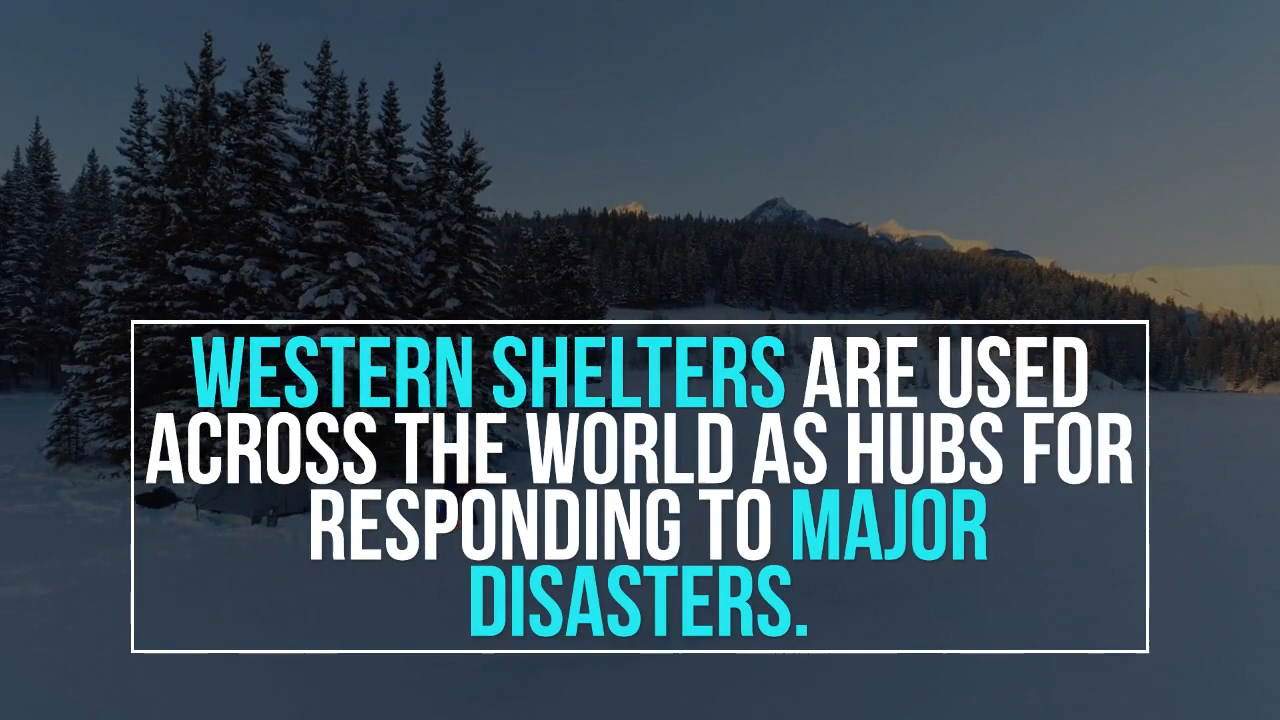 WESTERN SHELTERS ARE USED
ACROSS THE WORLD AS HUBS FOR
RESPONDING TO MAJOR
DISASTERS.